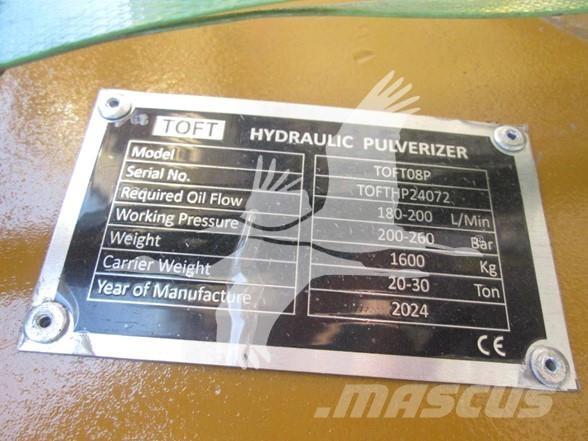 TOFT HYDRAULIC PULVERIZER
Model TOFT08P
Serial No. TOFTHP24072
Required Oil Flow 180-200 L/Min
Working Pressure 200-260 Bar
Weight 1600 Kg
Carrier Weight 20-30 Ton
Year of Manufacture 2024
CE
MASCUS